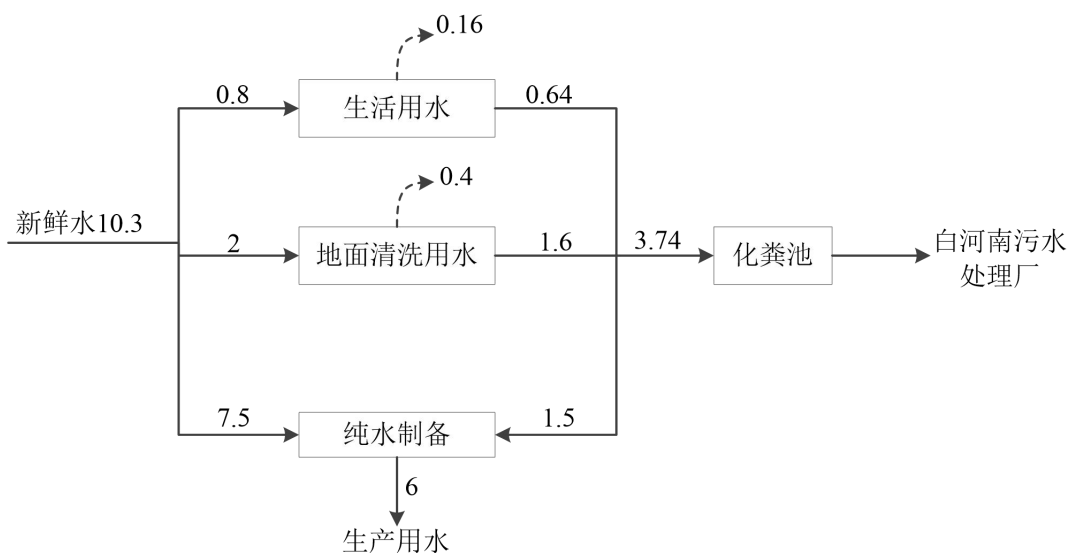 0.16
0.8
生活用水
0.64
0.4
新鲜水10.3
2
地面清洗用水
1.6
3.74
化粪池
白河南污水
处理厂
7.5
纯水制备
1.5
6
生产用水